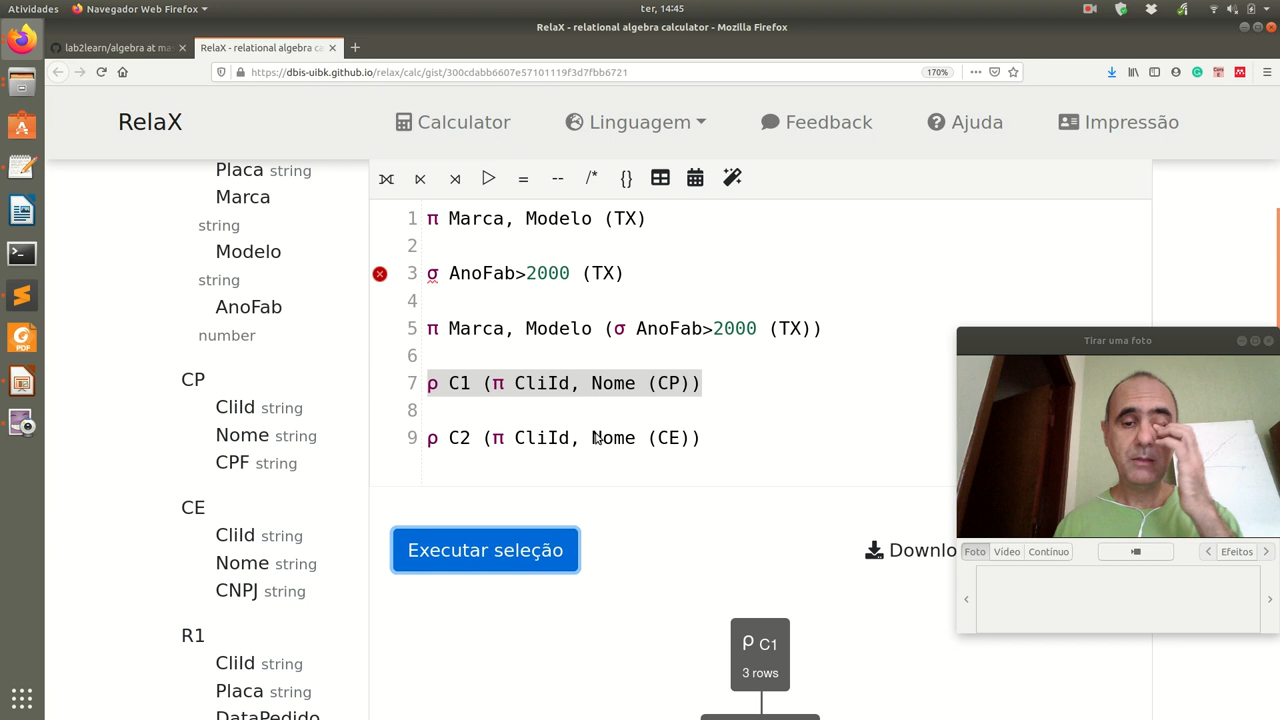 Atividades
Navegador Web Firefox
ter, 14:45
RelaX - relational algebra calculator - Mozilla Firefox
lab2learn/algebra at ma
RelaX - relational algebra ca
https://dbis-uibk.github.io/relax/calc/gist/300cdabb6607e57101119f3d7fbb6721
170%
RelaX
Calculator
Linguagem
Feedback
Ajuda
Impressão
Placa string
Marca
string
Modelo
string
AnoFab
number
CP
CliId string
Nome string
CPF string
CE
CliId string
Nome string
CNPJ string
R1
CliId string
Placa string
DataPedido
= -- /* {}
1 π Marca, Modelo (TX)
2
3 σ AnoFab>2000 (TX)
4
5 π Marca, Modelo (σ AnoFab>2000 (TX))
6
7 ρ C1 (π CliId, Nome (CP))
8
9 ρ C2 (π CliId, Nome (CE))
Executar seleção
Downlo
ρ C1
3 rows
Tirar uma foto
Foto
Vídeo
Contínuo
Efeitos
PDF